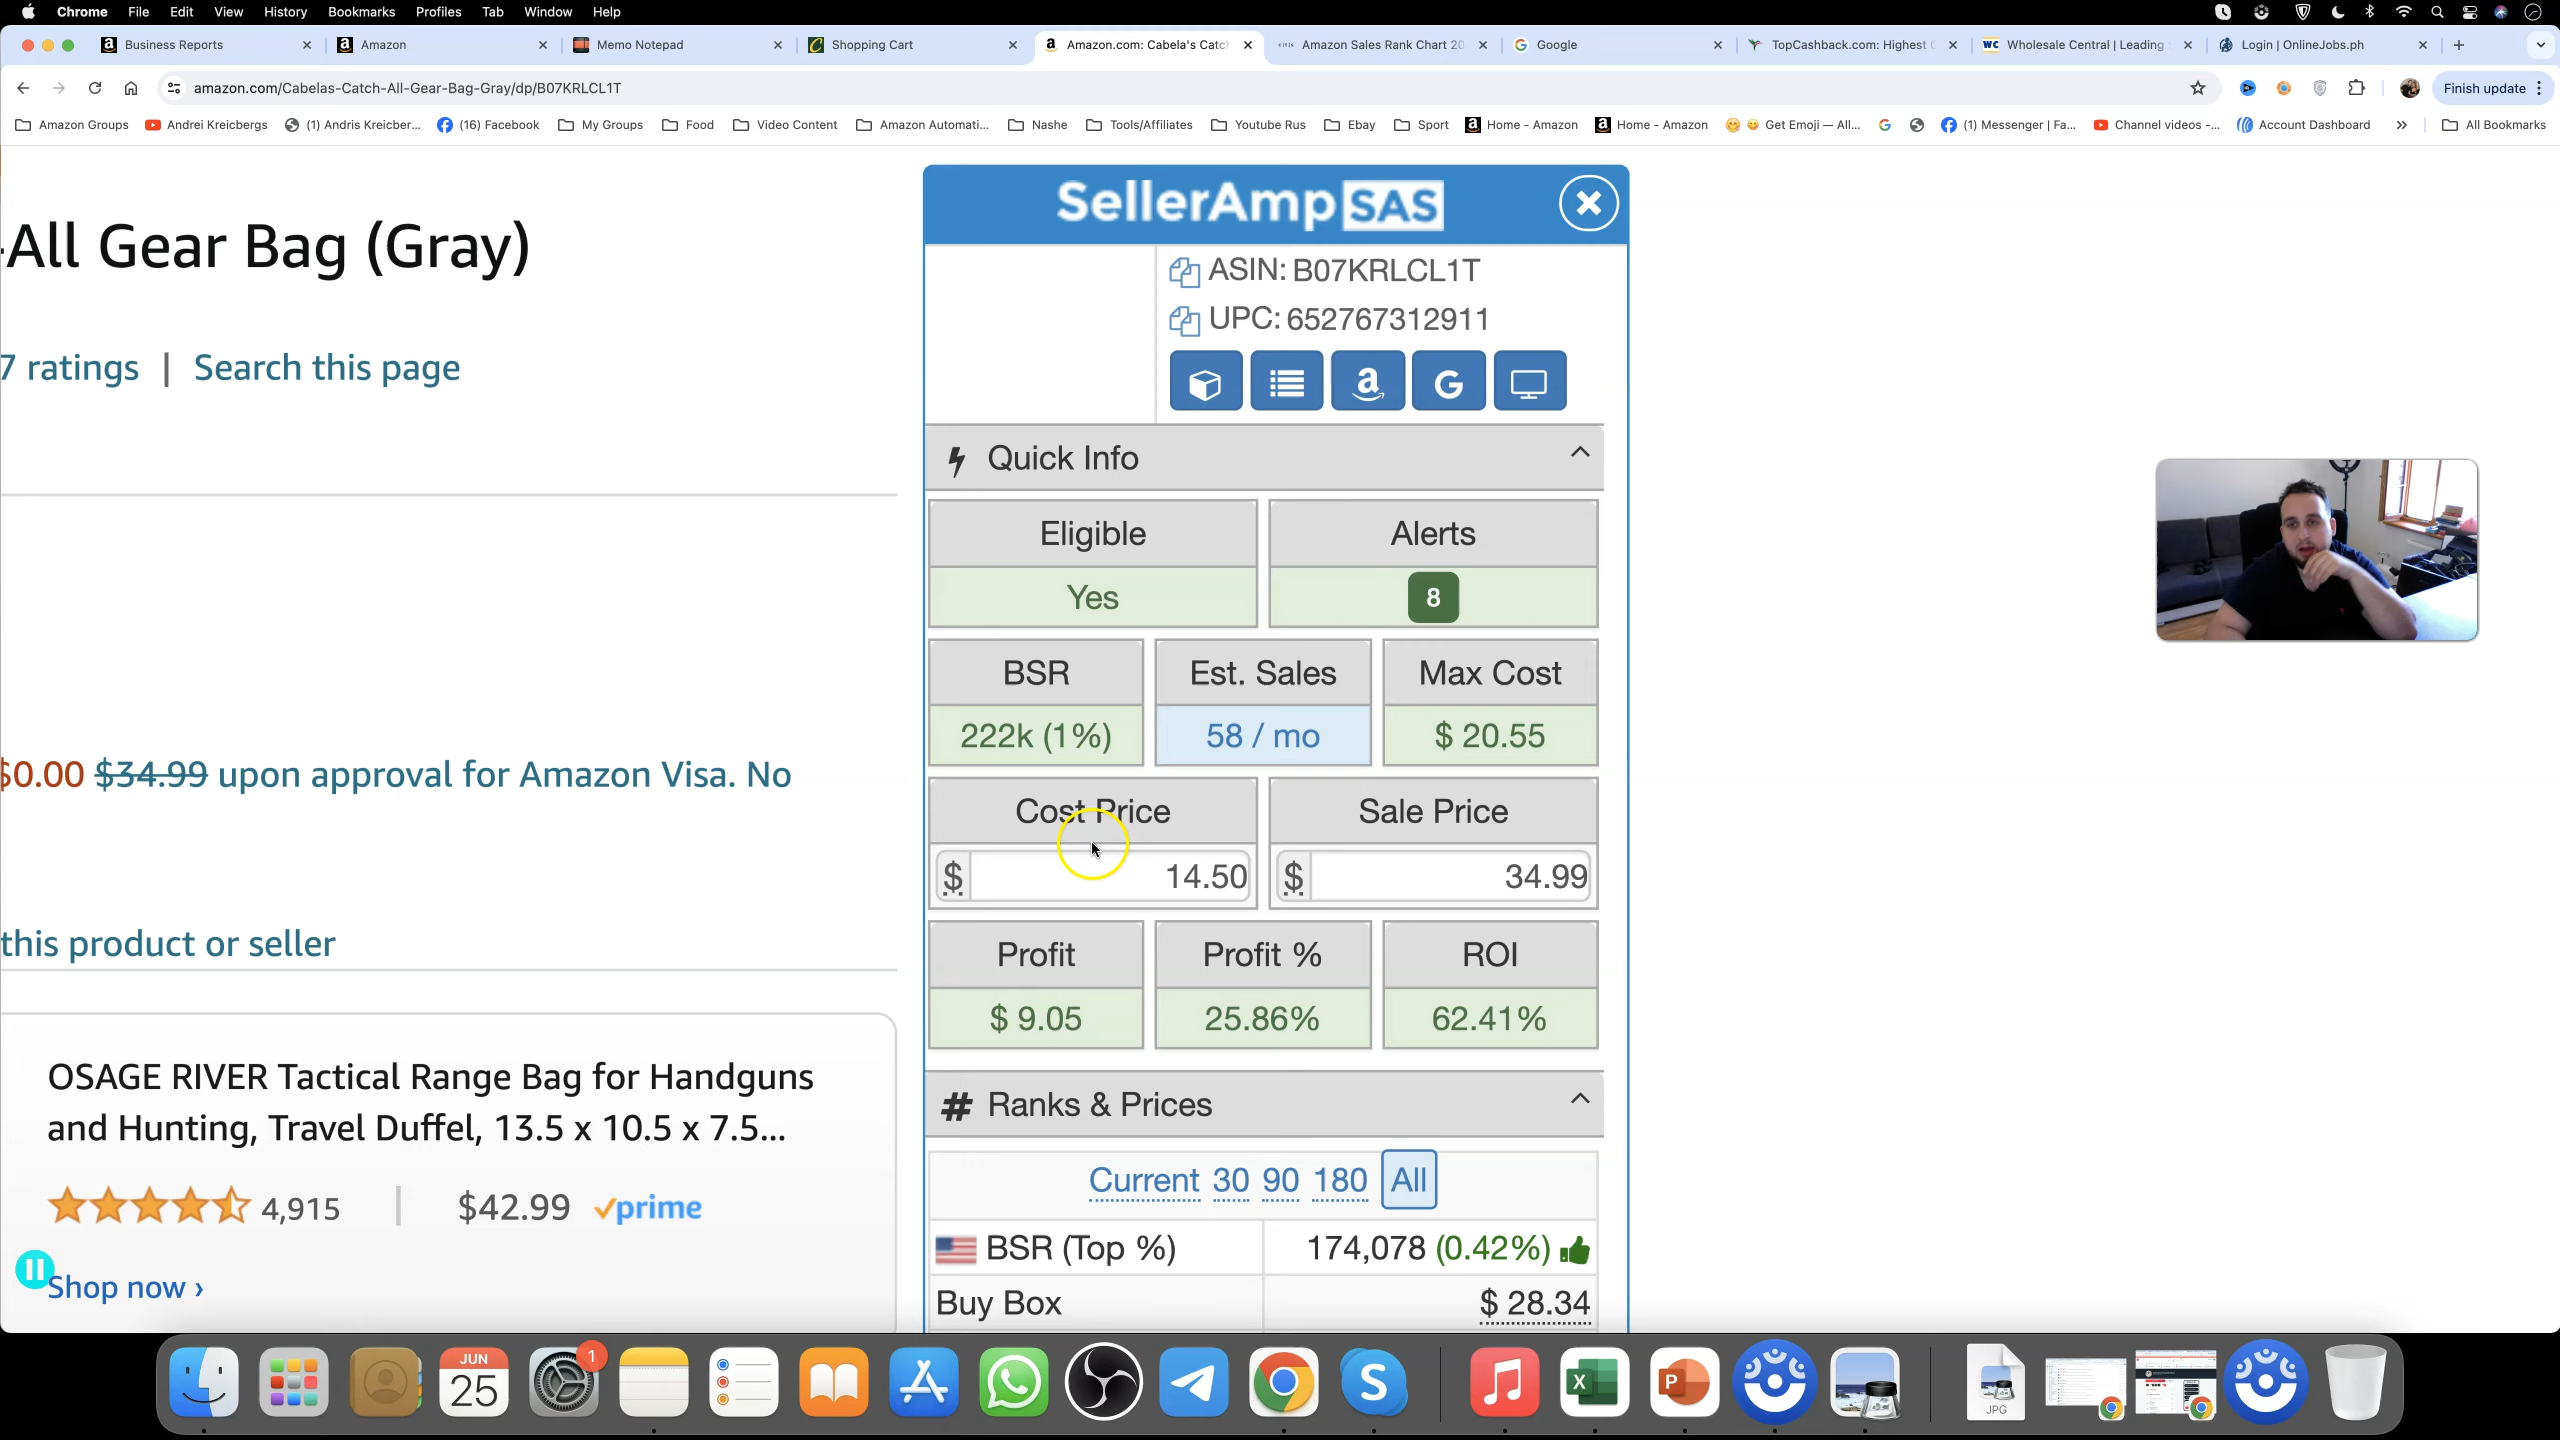 Chrome File Edit View History Bookmarks Profiles Tab Window Help
Business Reports
Amazon
Memo Notepad
Shopping Cart
Amazon.com: Cabela's Catc
Amazon Sales Rank Chart 20
Google
TopCashback.com: Highest C
Wholesale Central | Leading
Login | OnlineJobs.ph
amazon.com/Cabelas-Catch-All-Gear-Bag-Gray/dp/B07KRLCL1T
Finish update
Amazon Groups
Andrei Kreicbergs
(1) Andris Kreicber...
(16) Facebook
My Groups
Food
Video Content
Amazon Automati...
Nashe
Tools/Affiliates
Youtube Rus
Ebay
Sport
Home - Amazon
Home - Amazon
Get Emoji — All...
(1) Messenger | Fa...
Channel videos -...
Account Dashboard
All Bookmarks
-All Gear Bag (Gray)
7 ratings | Search this page
$0.00 $34.99 upon approval for Amazon Visa. No
this product or seller
OSAGE RIVER Tactical Range Bag for Handguns
and Hunting, Travel Duffel, 13.5 x 10.5 x 7.5...
4,915 | $42.99 prime
Shop now ›
SellerAmp SAS
ASIN: B07KRLCL1T
UPC: 652767312911
Quick Info
Eligible Alerts
Yes 8
BSR Est. Sales Max Cost
222k (1%) 58 / mo $ 20.55
Cost Price Sale Price
$ 14.50 $ 34.99
Profit Profit % ROI
$ 9.05 25.86% 62.41%
# Ranks & Prices
Current 30 90 180 All
BSR (Top %) 174,078 (0.42%)
Buy Box $ 28.34
JUN
25
1
JPG